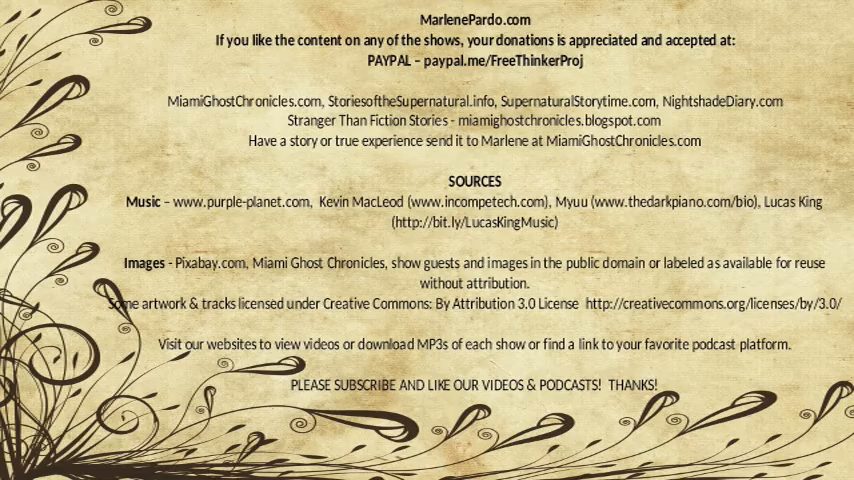 MarlenePardo.com
If you like the content on any of the shows, your donations is appreciated and accepted at:
PAYPAL – paypal.me/FreeThinkerProj
MiamiGhostChronicles.com, StoriesoftheSupernatural.info, SupernaturalStorytime.com, NightshadeDiary.com
Stranger Than Fiction Stories - miamighostchronicles.blogspot.com
Have a story or true experience send it to Marlene at MiamiGhostChronicles.com
SOURCES
Music – www.purple-planet.com, Kevin MacLeod (www.incompetech.com), Myuu (www.thedarkpiano.com/bio), Lucas King
(http://bit.ly/LucasKingMusic)
Images - Pixabay.com, Miami Ghost Chronicles, show guests and images in the public domain or labeled as available for reuse
without attribution.
Some artwork & tracks licensed under Creative Commons: By Attribution 3.0 License http://creativecommons.org/licenses/by/3.0/
Visit our websites to view videos or download MP3s of each show or find a link to your favorite podcast platform.
PLEASE SUBSCRIBE AND LIKE OUR VIDEOS & PODCASTS! THANKS!